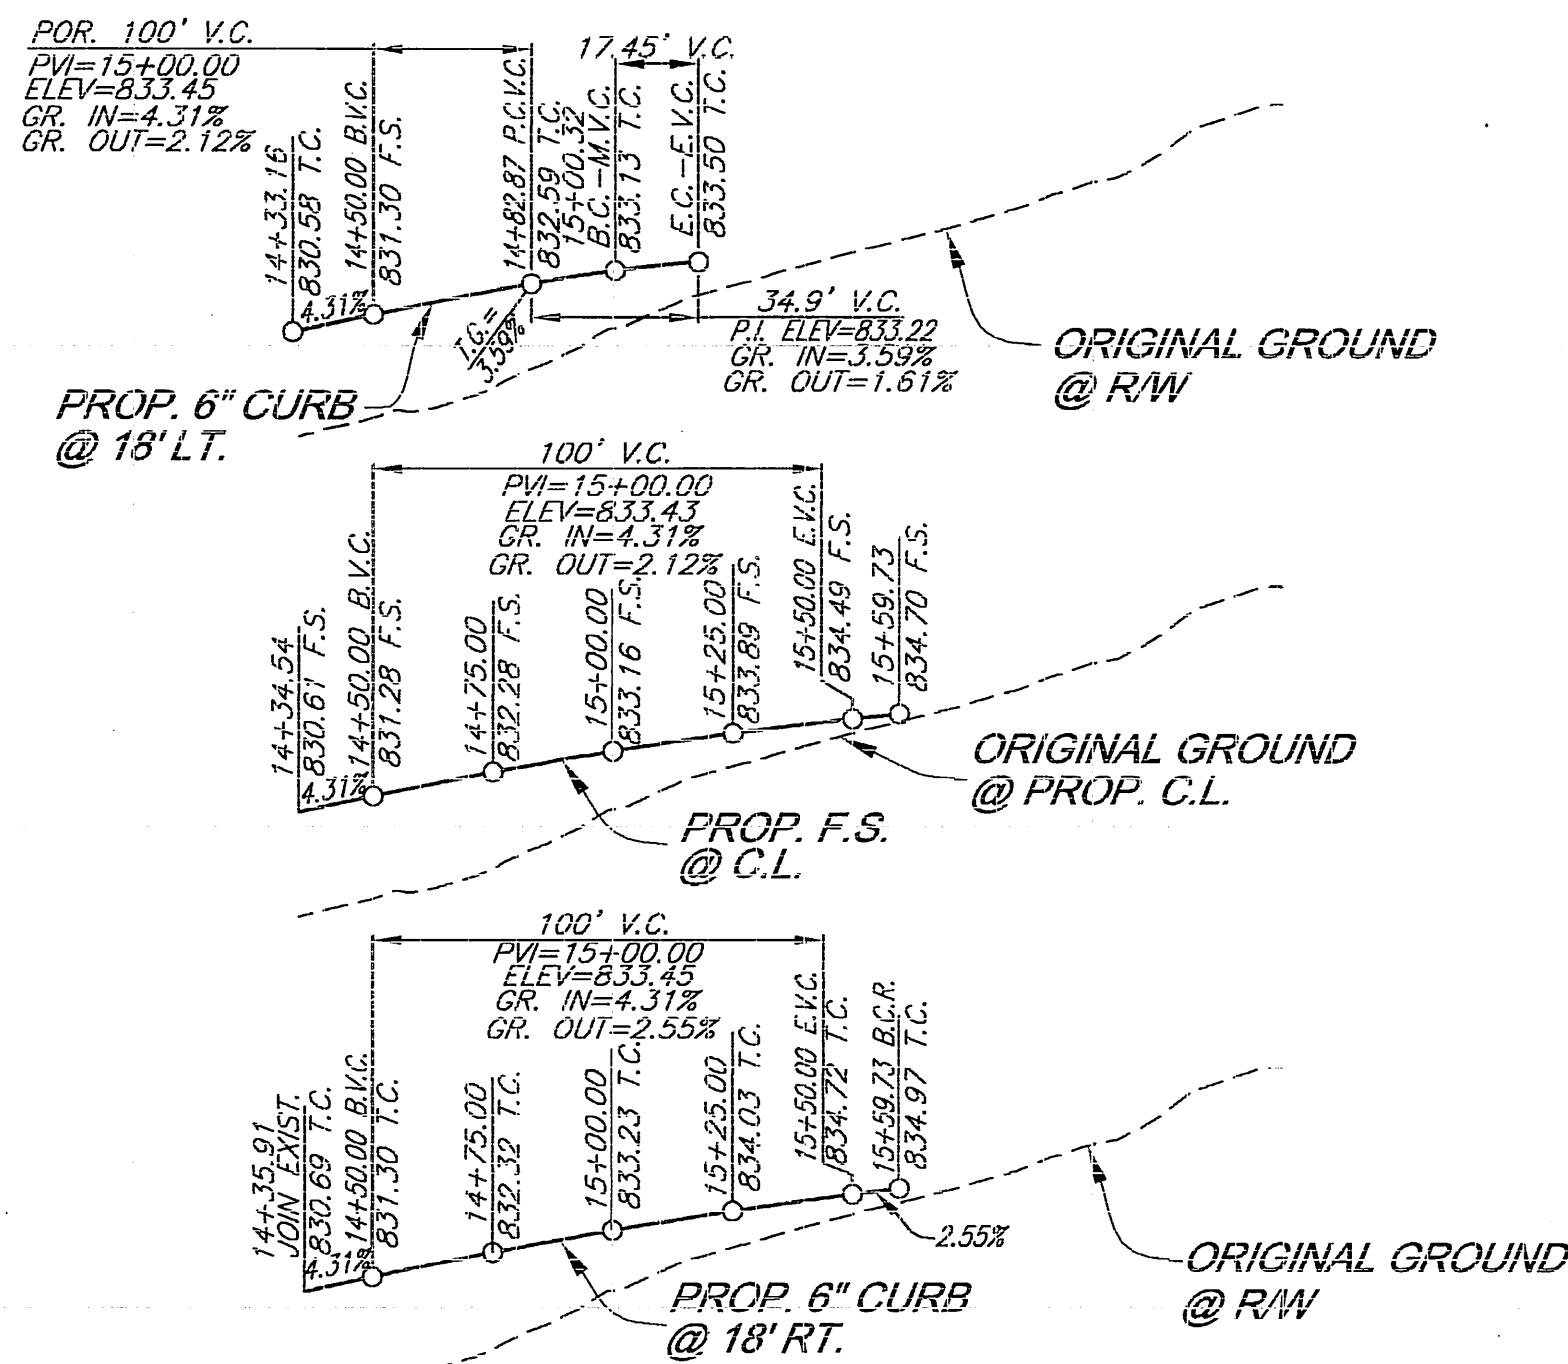 POR. 100' V.C.
PVI=15+00.00
ELEV=833.45
GR. IN=4.31%
GR. OUT=2.12%
17.45' V.C.
14+33.16
830.58 T.C.
14+50.00 B.V.C.
831.30 F.S.
14+82.87 P.C.V.C.
832.59 T.C.
15+00.32
B.C.-M.V.C.
833.13 T.C.
E.C.-E.V.C.
833.50 T.C.
4.31%
T.G.=
3.59%
34.9' V.C.
P.I. ELEV=833.22
GR. IN=3.59%
GR. OUT=1.61%
ORIGINAL GROUND
@ R/W
PROP. 6" CURB
@ 18' LT.
100' V.C.
PVI=15+00.00
ELEV=833.43
GR. IN=4.31%
GR. OUT=2.12%
14+34.54
830.61 F.S.
14+50.00 B.V.C.
831.28 F.S.
14+75.00
832.28 F.S.
15+00.00
833.16 F.S.
15+25.00
833.89 F.S.
15+50.00 E.V.C.
834.49 F.S.
15+59.73
834.70 F.S.
4.31%
ORIGINAL GROUND
@ PROP. C.L.
PROP. F.S.
@ C.L.
100' V.C.
PVI=15+00.00
ELEV=833.45
GR. IN=4.31%
GR. OUT=2.55%
14+35.91
JOIN EXIST.
830.69 T.C.
14+50.00 B.V.C.
831.30 T.C.
14+75.00
832.32 T.C.
15+00.00
833.23 T.C.
15+25.00
834.03 T.C.
15+50.00 E.V.C.
834.72 T.C.
15+59.73 B.C.R.
834.97 T.C.
4.31%
2.55%
ORIGINAL GROUND
@ R/W
PROP. 6" CURB
@ 18' RT.